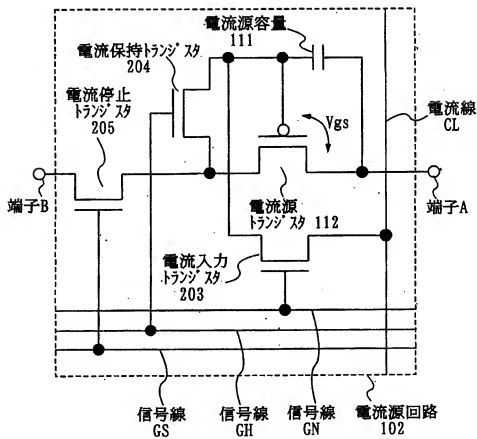 電流源容量
111
電流保持トランジスタ
204
電流停止
トランジスタ
205
Vgs
電流線
CL
端子B
端子A
電流源
トランジスタ 112
電流入力
トランジスタ
203
信号線
GS
信号線
GH
信号線
GN
電流源回路
102